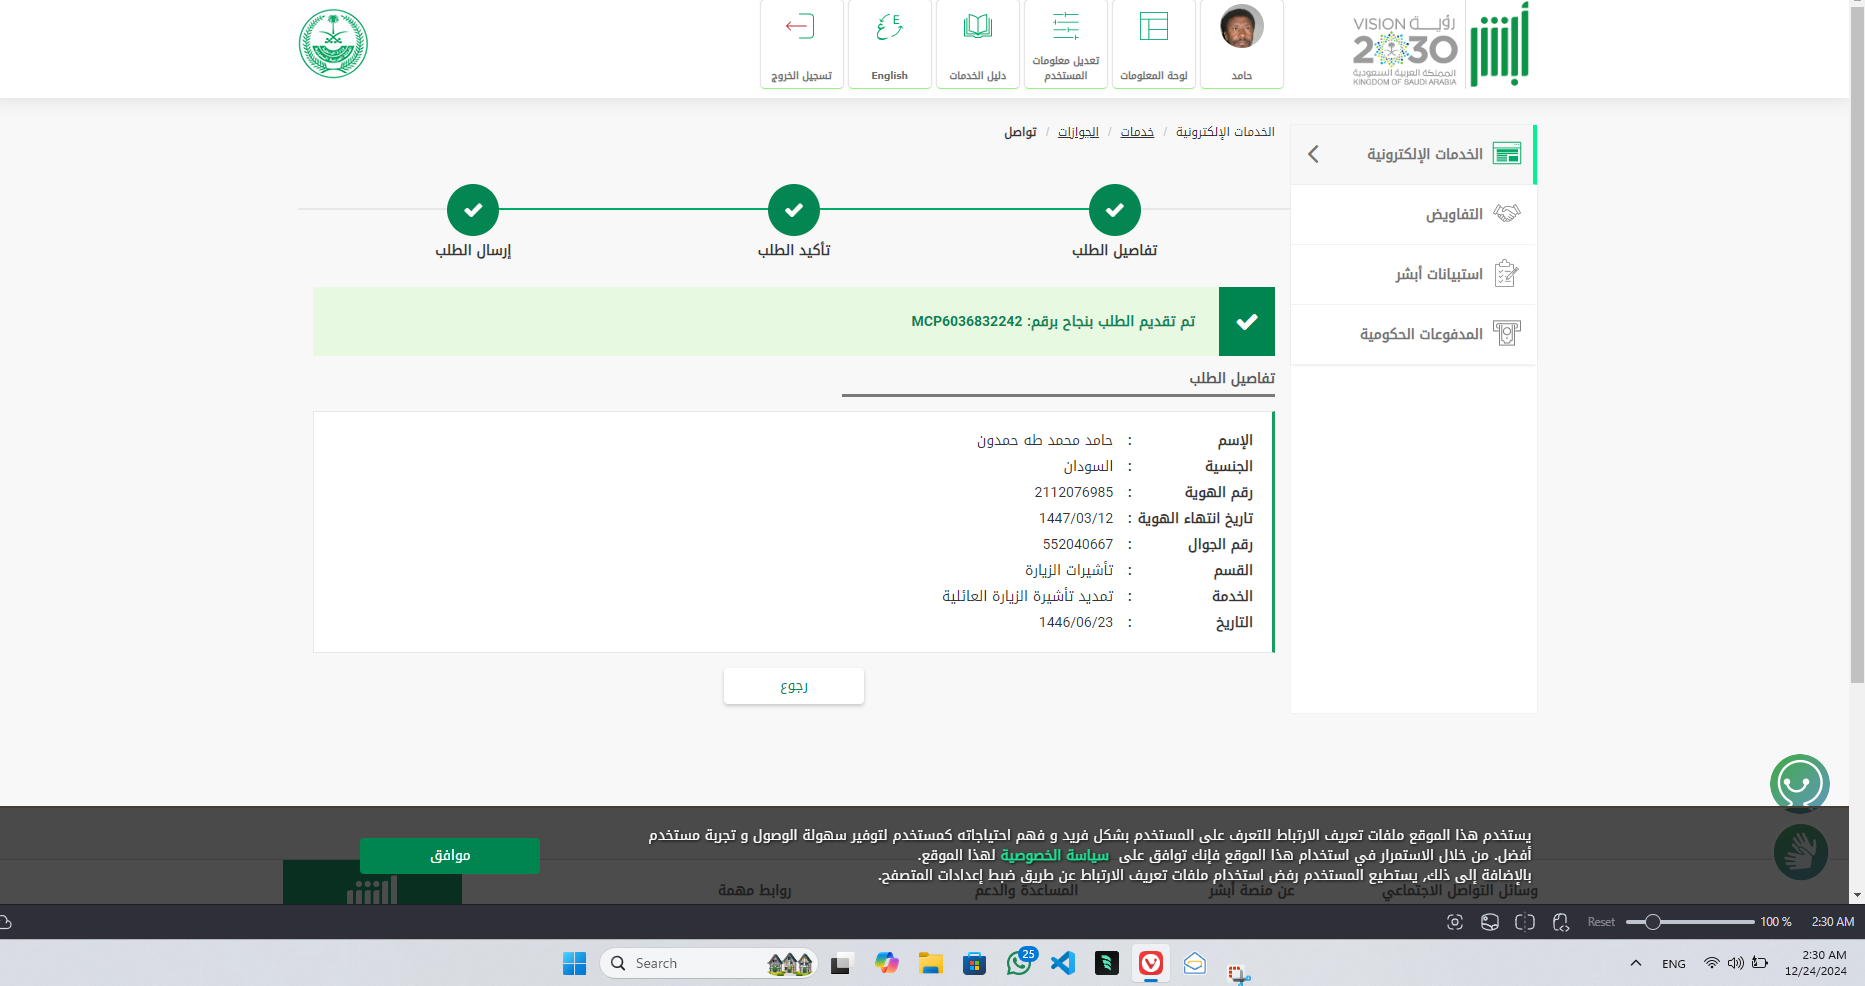 رؤيـة VISION
2030
المملكة العربية السعودية
KINGDOM OF SAUDI ARABIA
أبشر
حامد
لوحة المعلومات
تعديل معلومات
المستخدم
دليل الخدمات
E
ع
English
تسجيل الخروج
الخدمات الإلكترونية / خدمات / الجوازات / تواصل
الخدمات الإلكترونية
التفاويض
استبيانات أبشر
المدفوعات الحكومية
تفاصيل الطلب
تأكيد الطلب
إرسال الطلب
تم تقديم الطلب بنجاح برقم: MCP6036832242
تفاصيل الطلب
الإسم : حامد محمد طه حمدون
الجنسية : السودان
رقم الهوية : 2112076985
تاريخ انتهاء الهوية : 1447/03/12
رقم الجوال : 552040667
القسم : تأشيرات الزيارة
الخدمة : تمديد تأشيرة الزيارة العائلية
التاريخ : 1446/06/23
رجوع
يستخدم هذا الموقع ملفات تعريف الارتباط للتعرف على المستخدم بشكل فريد و فهم احتياجاته كمستخدم لتوفير سهولة الوصول و تجربة مستخدم
أفضل. من خلال الاستمرار في استخدام هذا الموقع فإنك توافق على سياسة الخصوصية لهذا الموقع.
بالإضافة إلى ذلك, يستطيع المستخدم رفض استخدام ملفات تعريف الارتباط عن طريق ضبط إعدادات المتصفح.
موافق
وسائل التواصل الاجتماعي
عن منصة أبشر
المساعدة والدعم
روابط مهمة
Reset
100 %
2:30 AM
Search
25
ENG
2:30 AM
12/24/2024